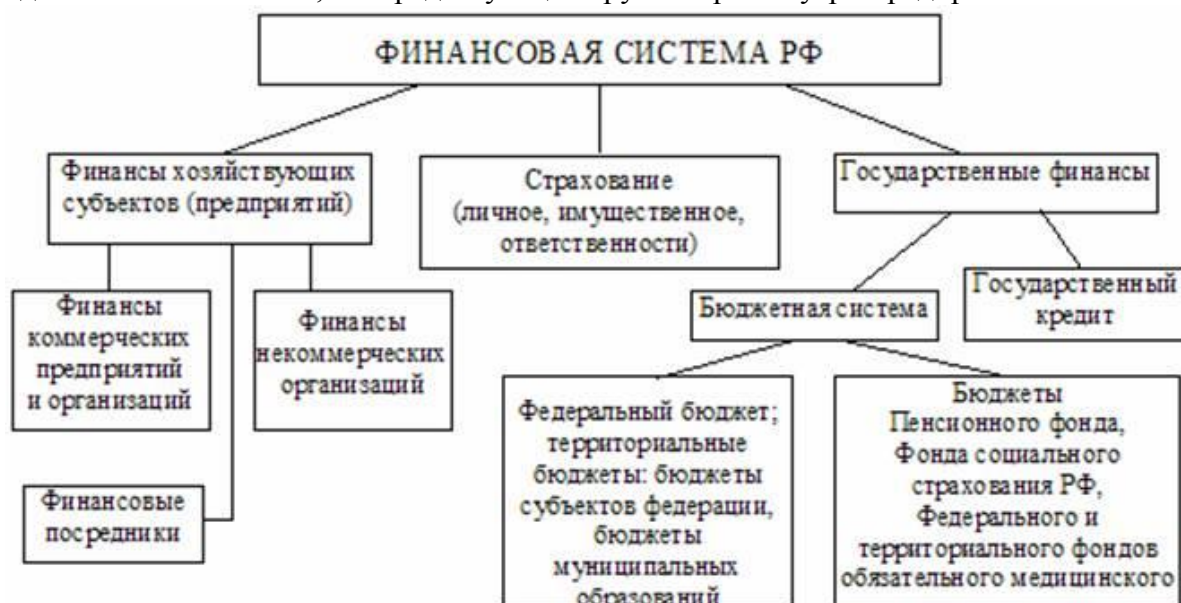 ФИНАНСОВАЯ СИСТЕМА РФ
Финансы хозяйствующих
субъектов (предприятий)
Страхование
(личное, имущественное,
ответственности)
Государственные финансы
Финансы
коммерческих
предприятий
и организаций
Финансы
некоммерческих
организаций
Бюджетная система
Государственный
кредит
Финансовые
посредники
Федеральный бюджет;
территориальные
бюджеты: бюджеты
субъектов федерации,
бюджеты
муниципальных
образований
Бюджеты
Пенсионного фонда,
Фонда социального
страхования РФ,
Федерального и
территориального фондов
обязательного медицинского